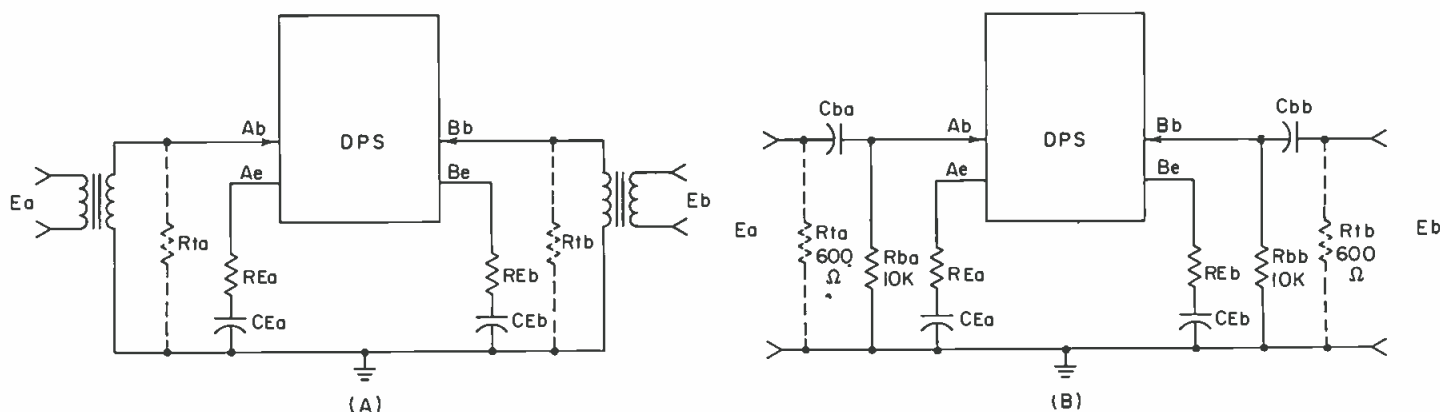 Ea
Rta
Ab
Ae
REa
CEa
DPS
Bb
Be
REb
CEb
Rtb
Eb
(A)
Ea
Cba
Rta
600
Ω
Rba
10K
Ab
Ae
REa
CEa
DPS
Bb
Be
REb
CEb
Cbb
Rbb
10K
Rtb
600
Ω
Eb
(B)